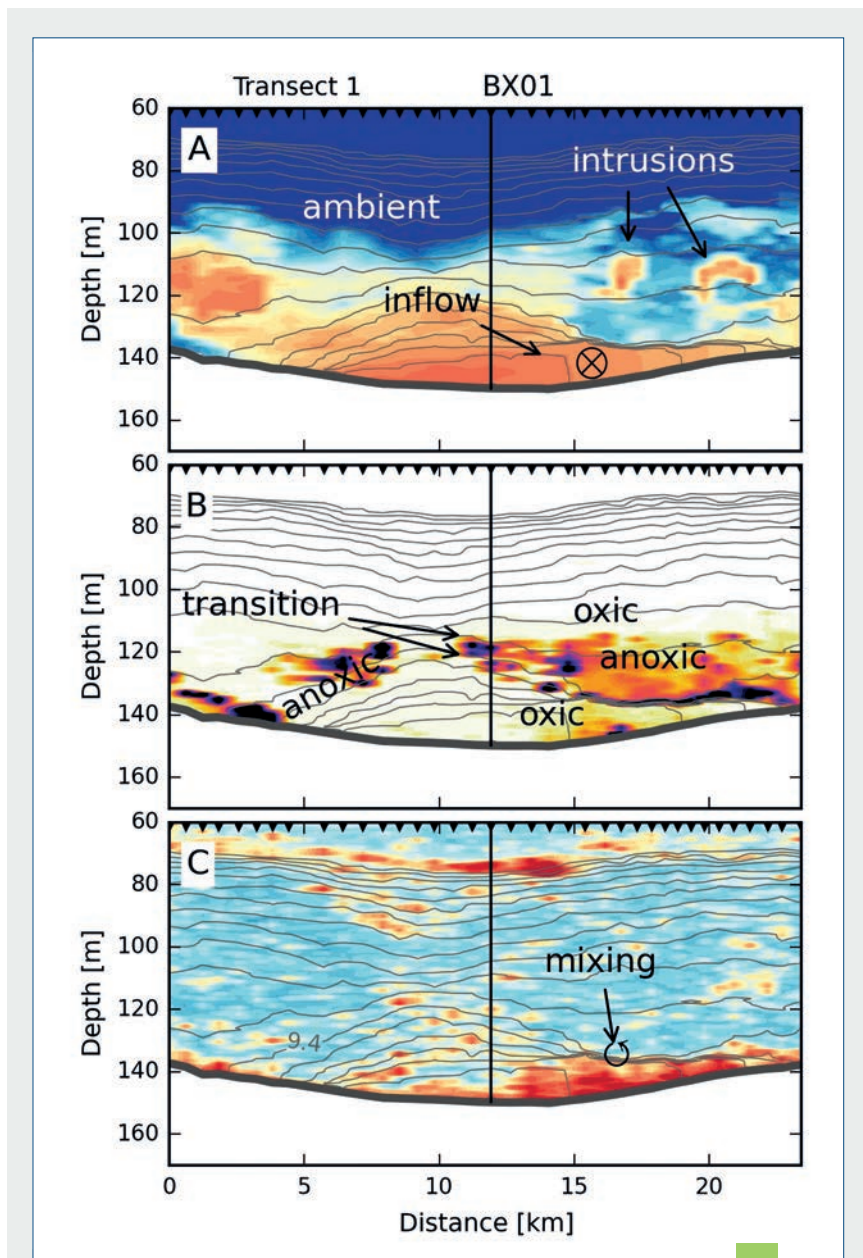 Transect 1 BX01
60
A
intrusions
80
ambient
100
Depth [m]
120
inflow
140
160
60
B
80
100
transition
oxic
Depth [m]
120
anoxic
anoxic
oxic
140
160
60
C
80
100
mixing
Depth [m]
120
9.4
140
160
0 5 10 15 20
Distance [km]